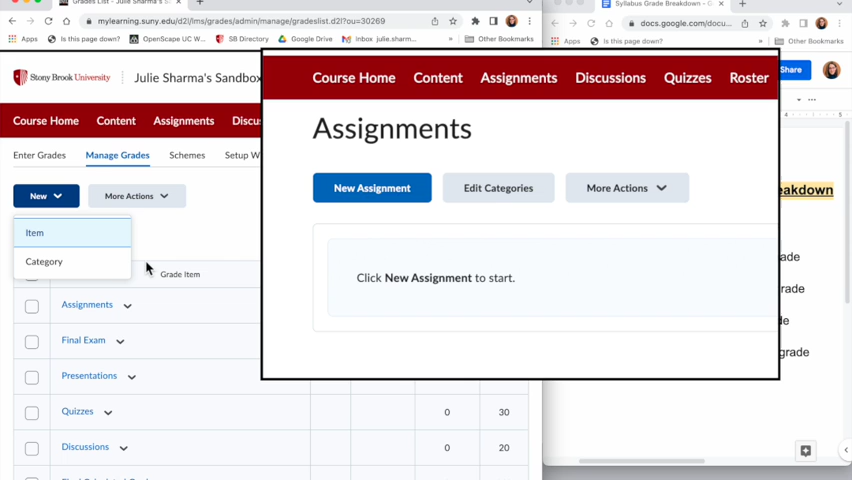 Grades List - Julie Sharma's San
mylearning.suny.edu/d2l/lms/grades/admin/manage/gradeslist.d2l?ou=30269
Apps Is this page down? OpenScape UC W SB Directory Google Drive Inbox julie.sharm... » Other Bookmarks
Stony Brook University Julie Sharma's Sandbox
Course Home Content Assignments Discu
Enter Grades Manage Grades Schemes Setup W
New More Actions
Item
Category
Grade Item
Assignments
Final Exam
Presentations
Quizzes 0 30
Discussions 0 20
Course Home Content Assignments Discussions Quizzes Roster
Assignments
New Assignment Edit Categories More Actions
Click New Assignment to start.
Syllabus Grade Breakdown - G
docs.google.com/docu...
Apps Is this page down? » Other Bookmarks
Share
eakdown
ade
rade
de
grade